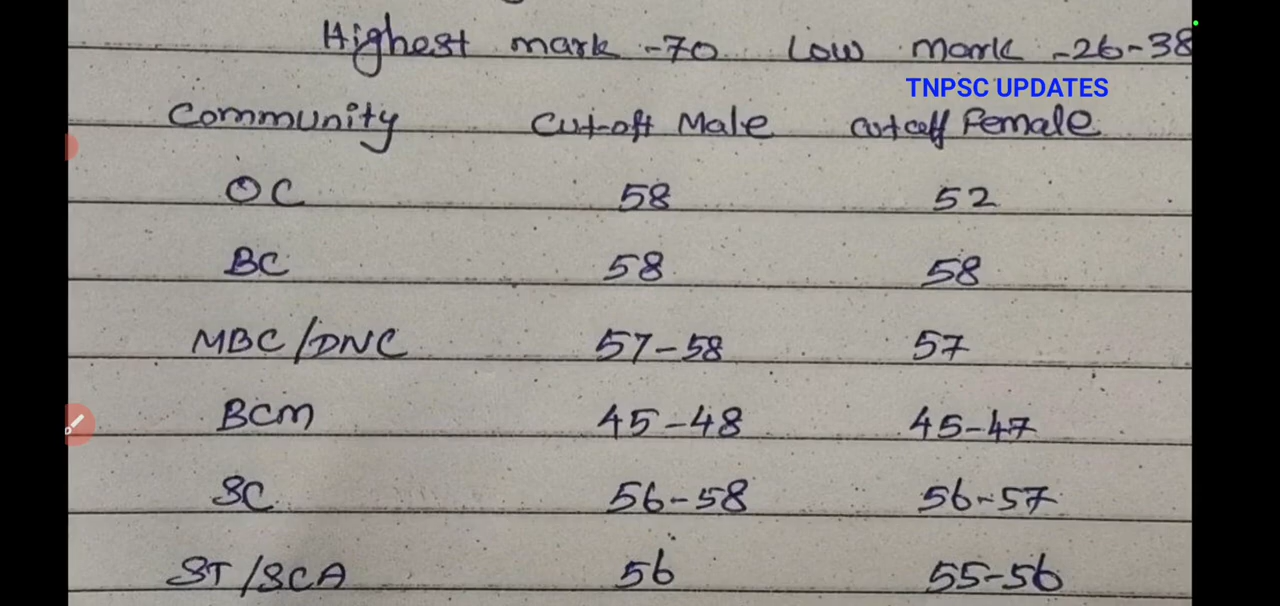 Highest mark -70 Low mark -26-38
TNPSC UPDATES
Community Cut-off Male cut off Female
OC 58 52
BC 58 58
MBC/DNC 57-58 57
BCM 45-48 45-47
SC 56-58 56-57
ST/SCA 56 55-56